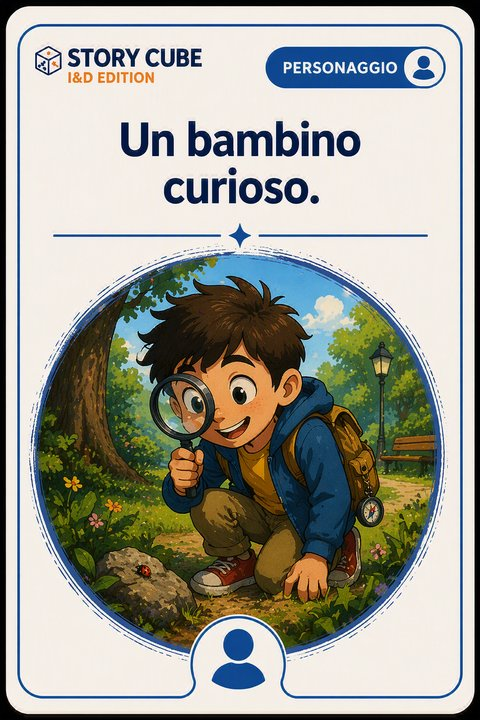 STORY CUBE
I&D EDITION
PERSONAGGIO
Un bambino
curioso.